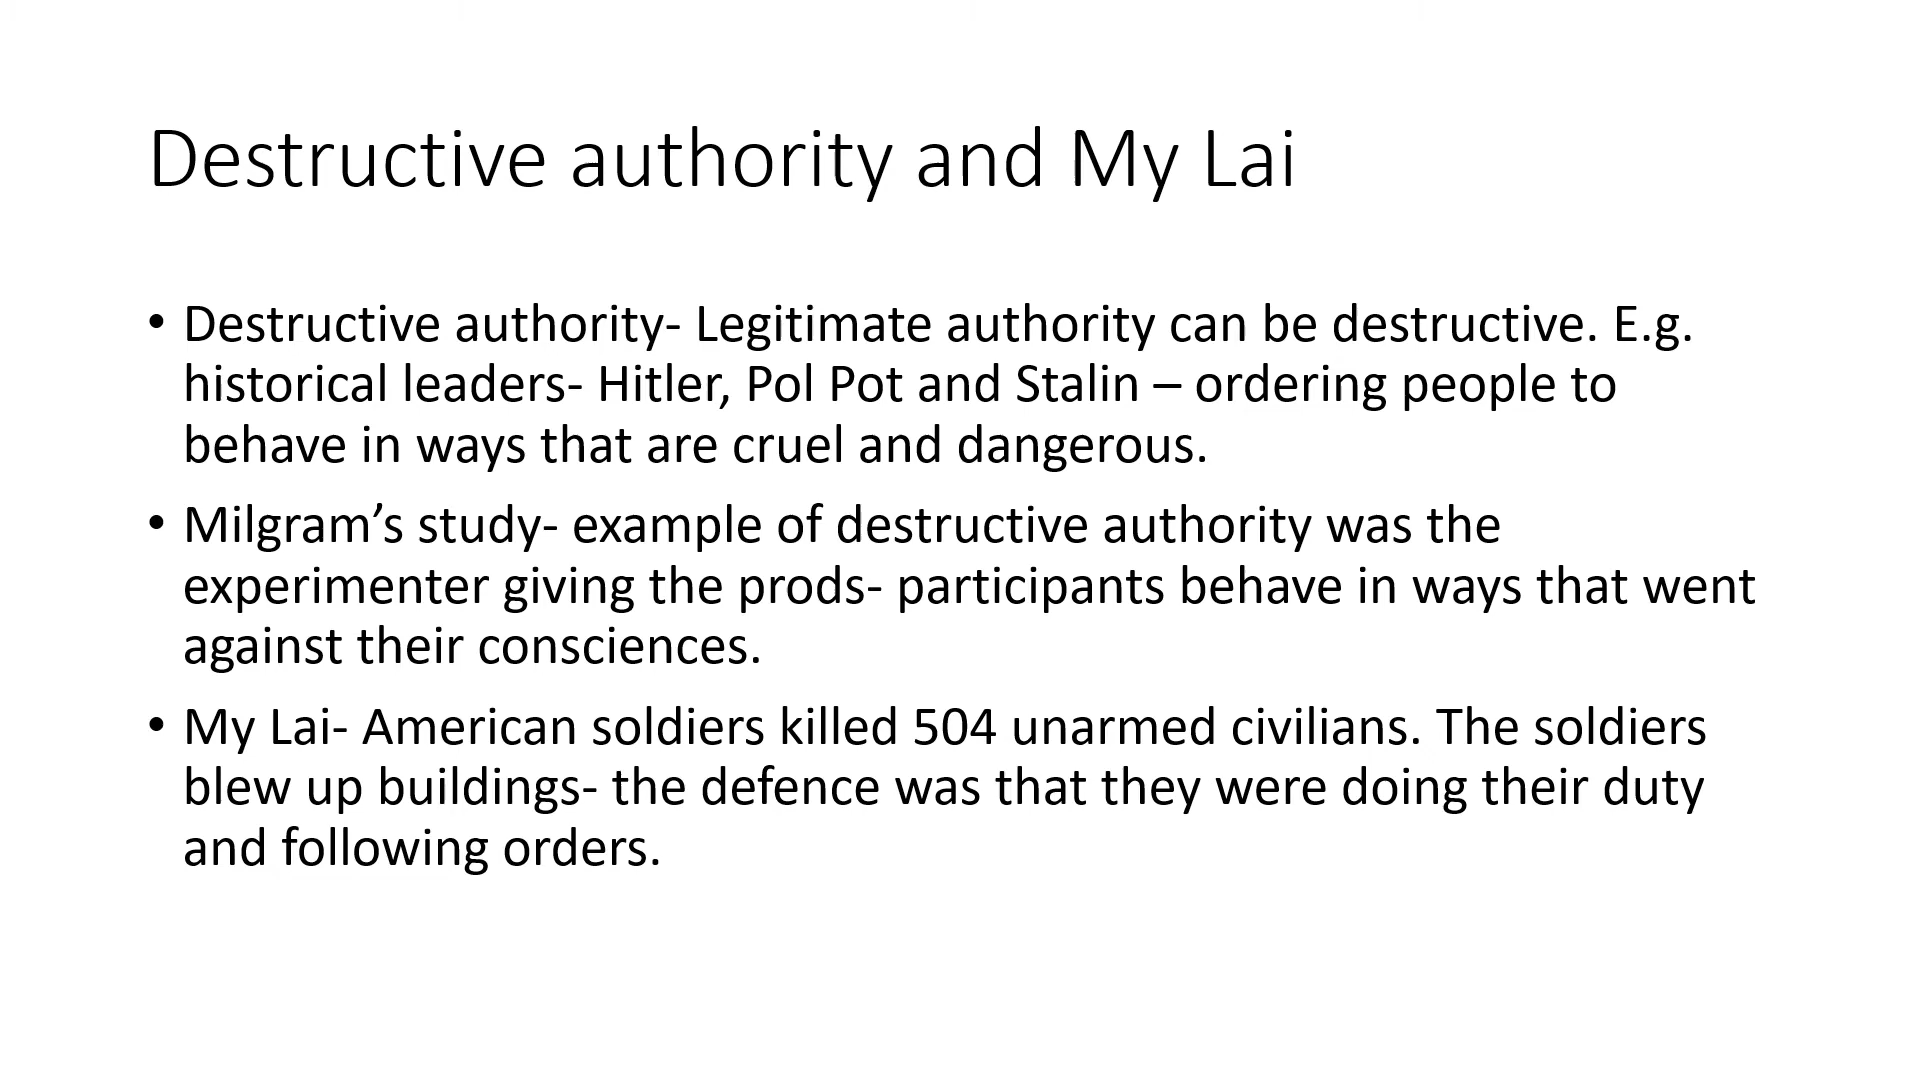 Destructive authority and My Lai
• Destructive authority- Legitimate authority can be destructive. E.g.
historical leaders- Hitler, Pol Pot and Stalin – ordering people to
behave in ways that are cruel and dangerous.
• Milgram’s study- example of destructive authority was the
experimenter giving the prods- participants behave in ways that went
against their consciences.
• My Lai- American soldiers killed 504 unarmed civilians. The soldiers
blew up buildings- the defence was that they were doing their duty
and following orders.